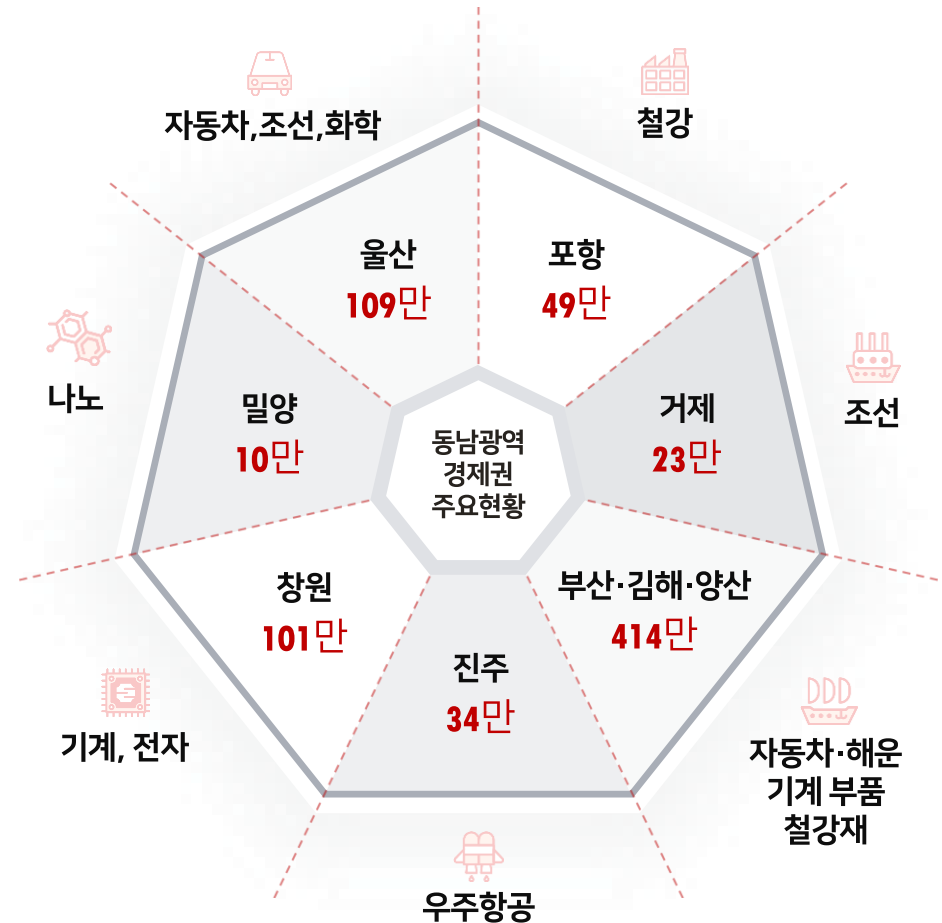 자동차,조선,화학
철강
울산
109만
포항
49만
나노
밀양
10만
동남광역
경제권
주요현황
거제
23만
조선
창원
101만
부산·김해·양산
414만
진주
34만
기계, 전자
자동차·해운
기계 부품
철강재
우주항공